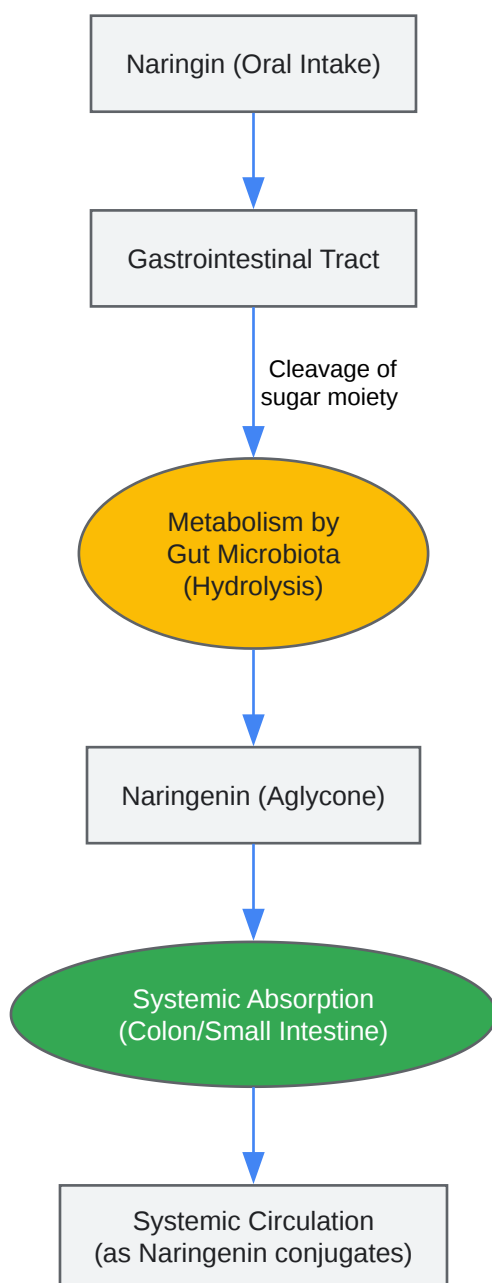 Naringin (Oral Intake)
Gastrointestinal Tract
Cleavage of
sugar moiety
Metabolism by
Gut Microbiota
(Hydrolysis)
Naringenin (Aglycone)
Systemic Absorption
(Colon/Small Intestine)
Systemic Circulation
(as Naringenin conjugates)